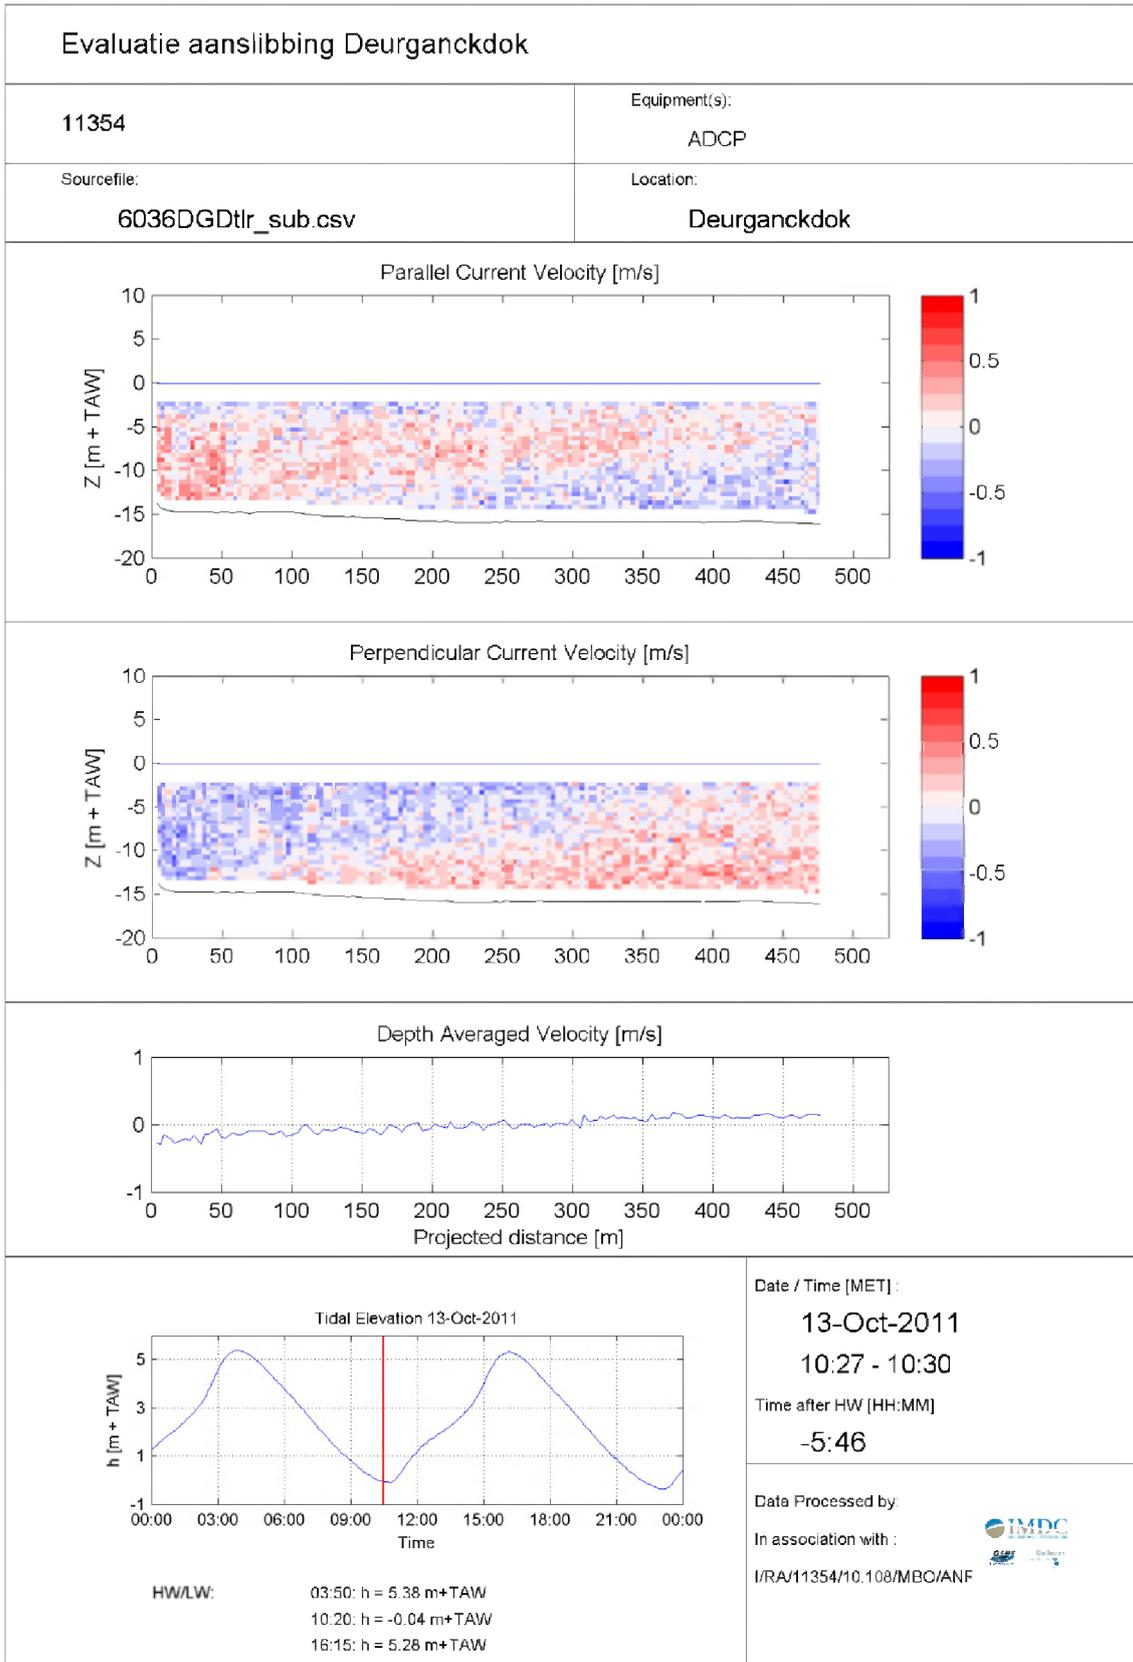 Evaluatie aanslibbing Deurganckdok
11354
Equipment(s):
ADCP
Sourcefile:
6036DGDtlr_sub.csv
Location:
Deurganckdok
Parallel Current Velocity [m/s]
10
5
0
-5
-10
-15
-20
Z [m + TAW]
0 50 100 150 200 250 300 350 400 450 500
1
0.5
0
-0.5
-1
Perpendicular Current Velocity [m/s]
10
5
0
-5
-10
-15
-20
Z [m + TAW]
0 50 100 150 200 250 300 350 400 450 500
1
0.5
0
-0.5
-1
Depth Averaged Velocity [m/s]
1
0
-1
0 50 100 150 200 250 300 350 400 450 500
Projected distance [m]
Tidal Elevation 13-Oct-2011
5
3
1
-1
h [m + TAW]
00:00 03:00 06:00 09:00 12:00 15:00 18:00 21:00 00:00
Time
HW/LW:
03:50: h = 5.38 m+TAW
10:20: h = -0.04 m+TAW
16:15: h = 5.28 m+TAW
Date / Time [MET] :
13-Oct-2011
10:27 - 10:30
Time after HW [HH:MM]
-5:46
Data Processed by:
IMDC
In association with :
I/RA/11354/10.108/MBO/ANF